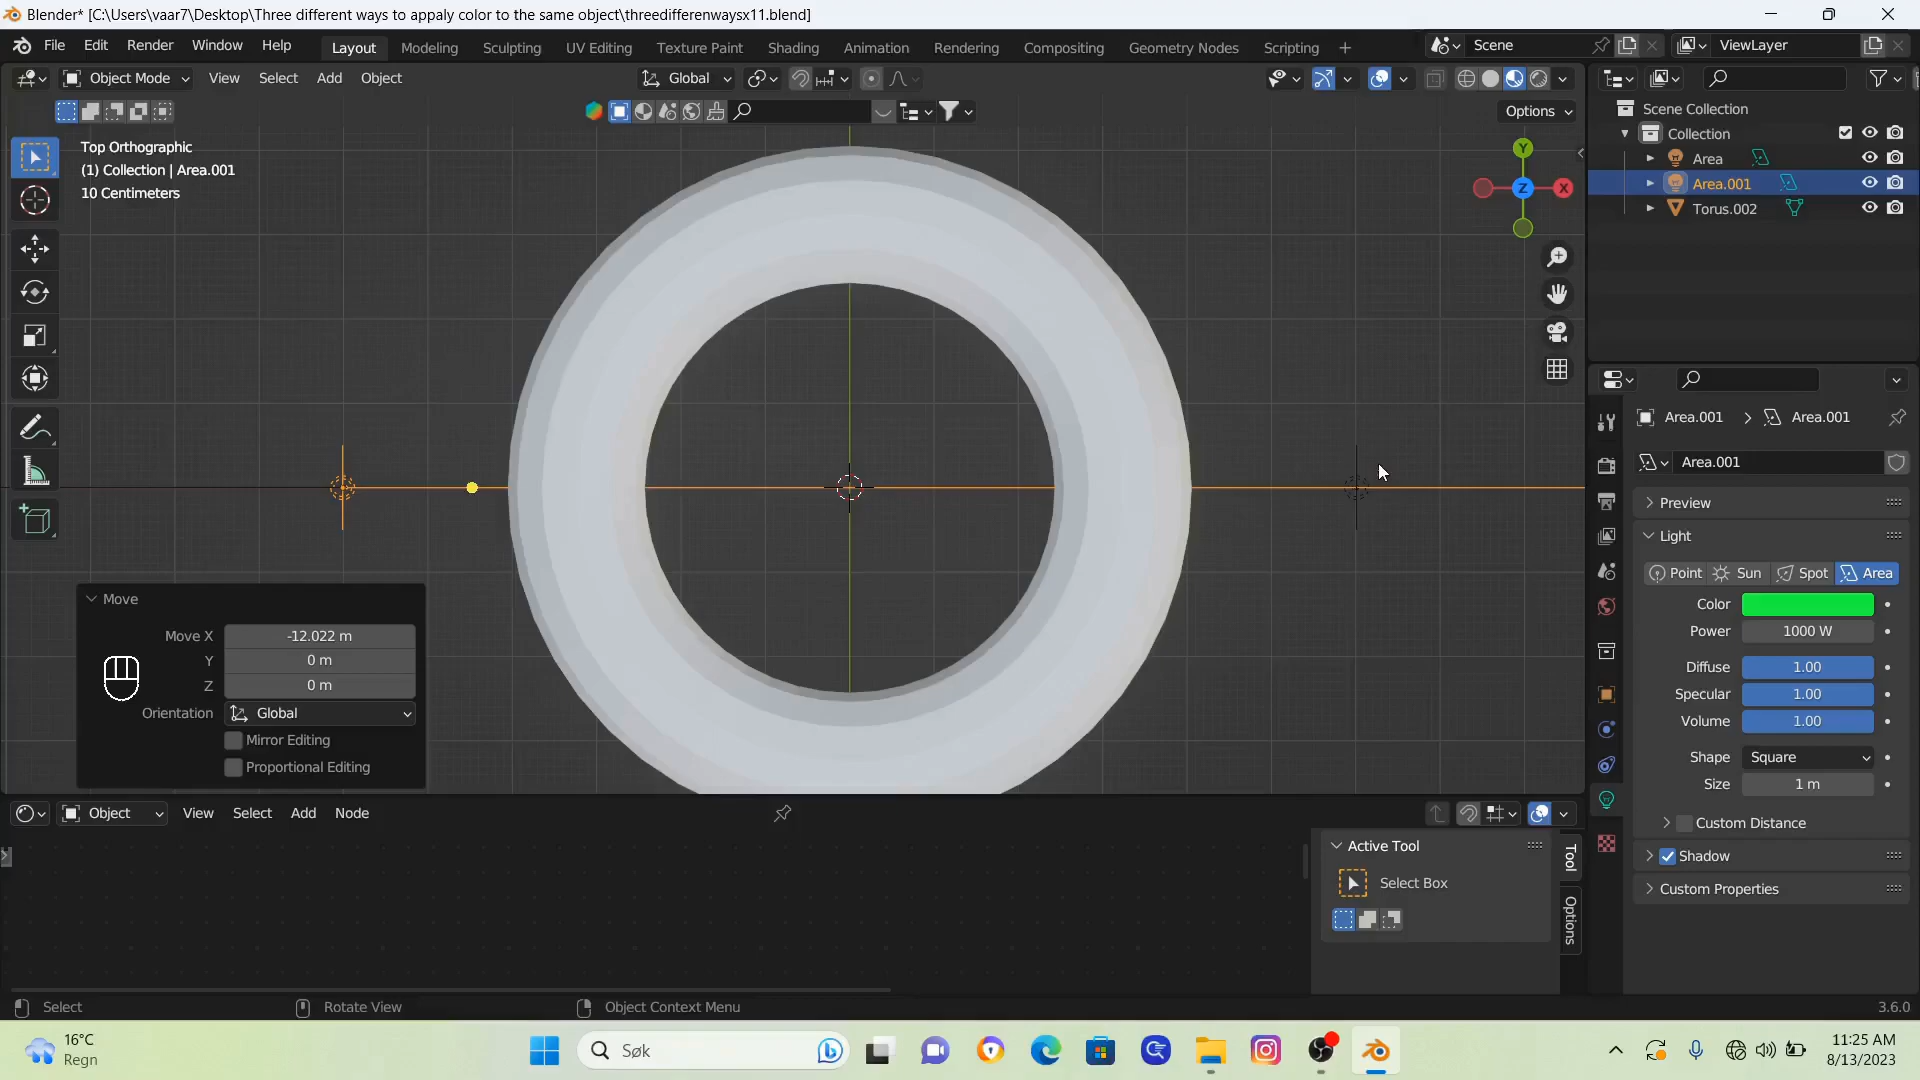 Blender* [C:\Users\vaar7\Desktop\Three different ways to appaly color to the same object\threedifferenwaysx11.blend]
File Edit Render Window Help Layout Modeling Sculpting UV Editing Texture Paint Shading Animation Rendering Compositing Geometry Nodes Scripting + Scene ViewLayer
Object Mode View Select Add Object Global
Options
Scene Collection
Collection
Area
Area.001
Torus.002
Top Orthographic
(1) Collection | Area.001
10 Centimeters
Y
Z
X
Area.001 > Area.001
Area.001
Preview
Light
Point Sun Spot Area
Color
Power 1000 W
Diffuse 1.00
Specular 1.00
Volume 1.00
Shape Square
Size 1 m
Custom Distance
Shadow
Custom Properties
Move
Move X -12.022 m
Y 0 m
Z 0 m
Orientation Global
Mirror Editing
Proportional Editing
Object View Select Add Node
Active Tool
Select Box
Tool
Options
Select Rotate View Object Context Menu 3.6.0
16°C
Regn
Søk
11:25 AM
8/13/2023